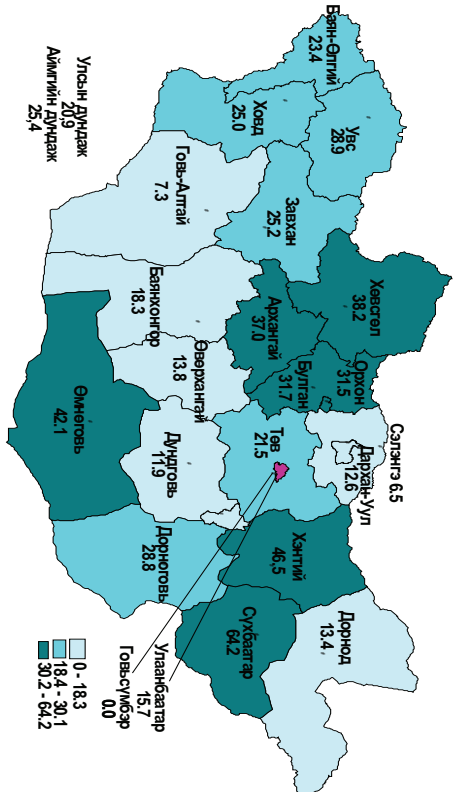 Баян-Өлгий
23.4
Увс
28.9
Ховд
25.0
Говь-Алтай
7.3
Завхан
25,2
Хөвсгөл
38.2
Архангай
37.0
Баянхонгор
18.3
Өвөрхангай
13.8
Булган
31.7
Орхон
31.5
Сэлэнгэ 6.5
Дархан-Уул
12.6
Төв
21.5
Өмнөговь
42.1
Дундговь
11.9
Дорноговь
28.8
Хэнтий
46,5
Сүхбаатар
64.2
Дорнод
13.4
Улаанбаатар
15.7
Говьсүмбэр
0.0
Улсын дундаж
20,9
Аймгийн дундаж
25,4
0 - 18.3
18.4 - 30.1
30.2 - 64.2